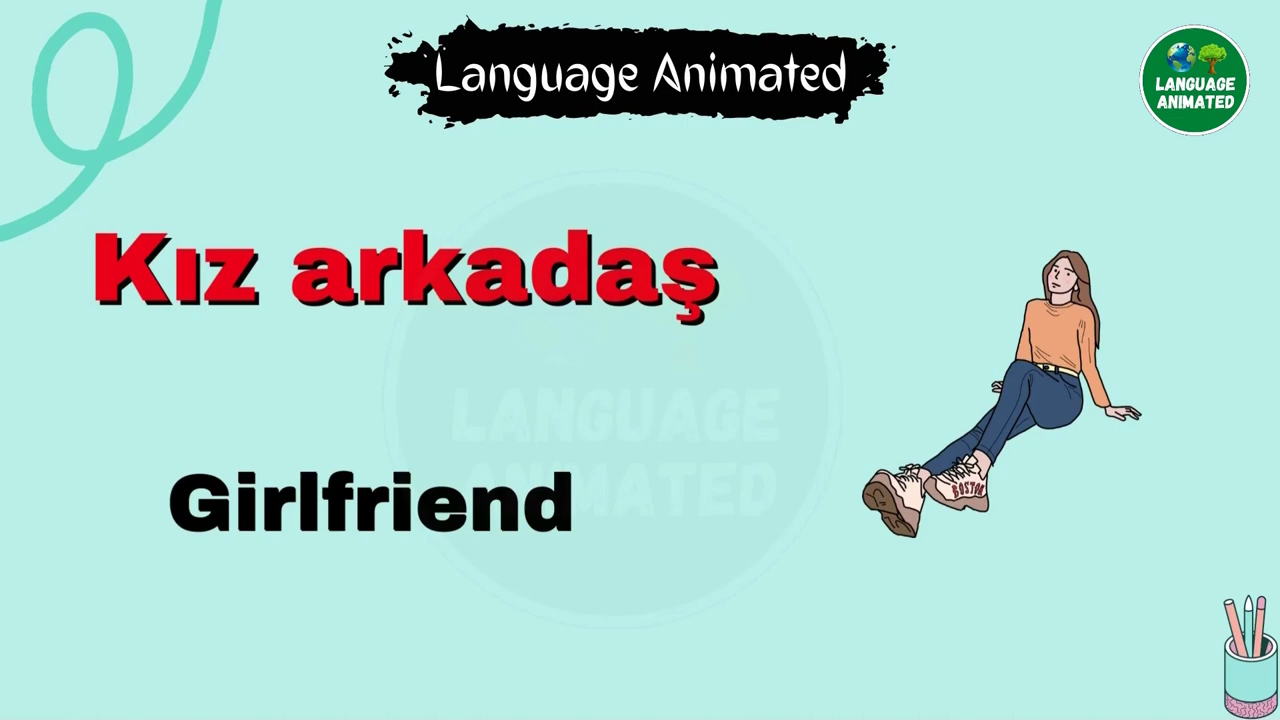 Language Animated
LANGUAGE
ANIMATED
Kız arkadaş
LANGUAGE
ANIMATED
Girlfriend
BOSTON